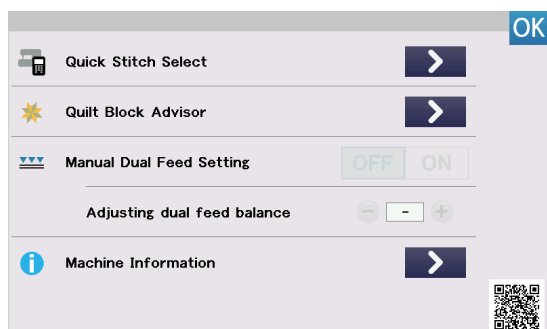 OK
Quick Stitch Select
Quilt Block Advisor
Manual Dual Feed Setting OFF ON
Adjusting dual feed balance - - +
Machine Information